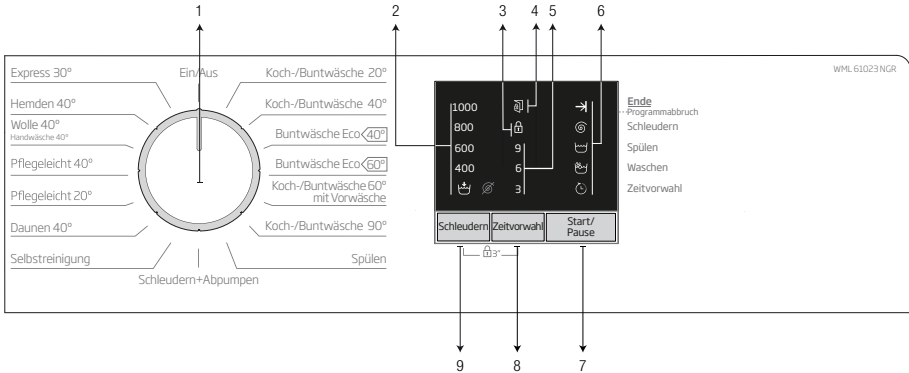 1
2
3
4
5
6
WML 61023 NGR
Express 30°
Ein/Aus
Koch-/Buntwäsche 20°
Hemden 40°
Koch-/Buntwäsche 40°
Wolle 40°
Handwäsche 40°
Buntwäsche Eco 40°
Pflegeleicht 40°
Buntwäsche Eco 60°
Pflegeleicht 20°
Koch-/Buntwäsche 60°
mit Vorwäsche
Daunen 40°
Koch-/Buntwäsche 90°
Selbstreinigung
Spülen
Schleudern+Abpumpen
1000
800
600
400
9
6
3
Ende
Programmabbruch
Schleudern
Spülen
Waschen
Zeitvorwahl
Schleudern
Zeitvorwahl
Start/
Pause
3"
9
8
7